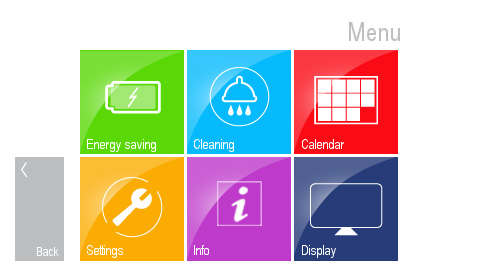 Menu
Energy saving
Cleaning
Calendar
Back
Settings
Info
Display